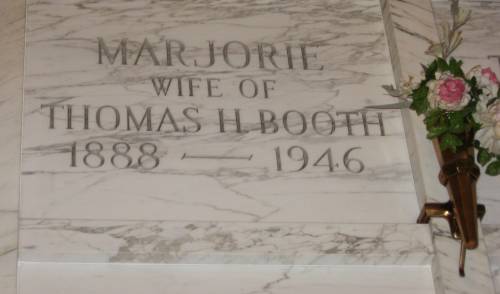 MARJORIE
WIFE OF
THOMAS H. BOOTH
1888 — 1946